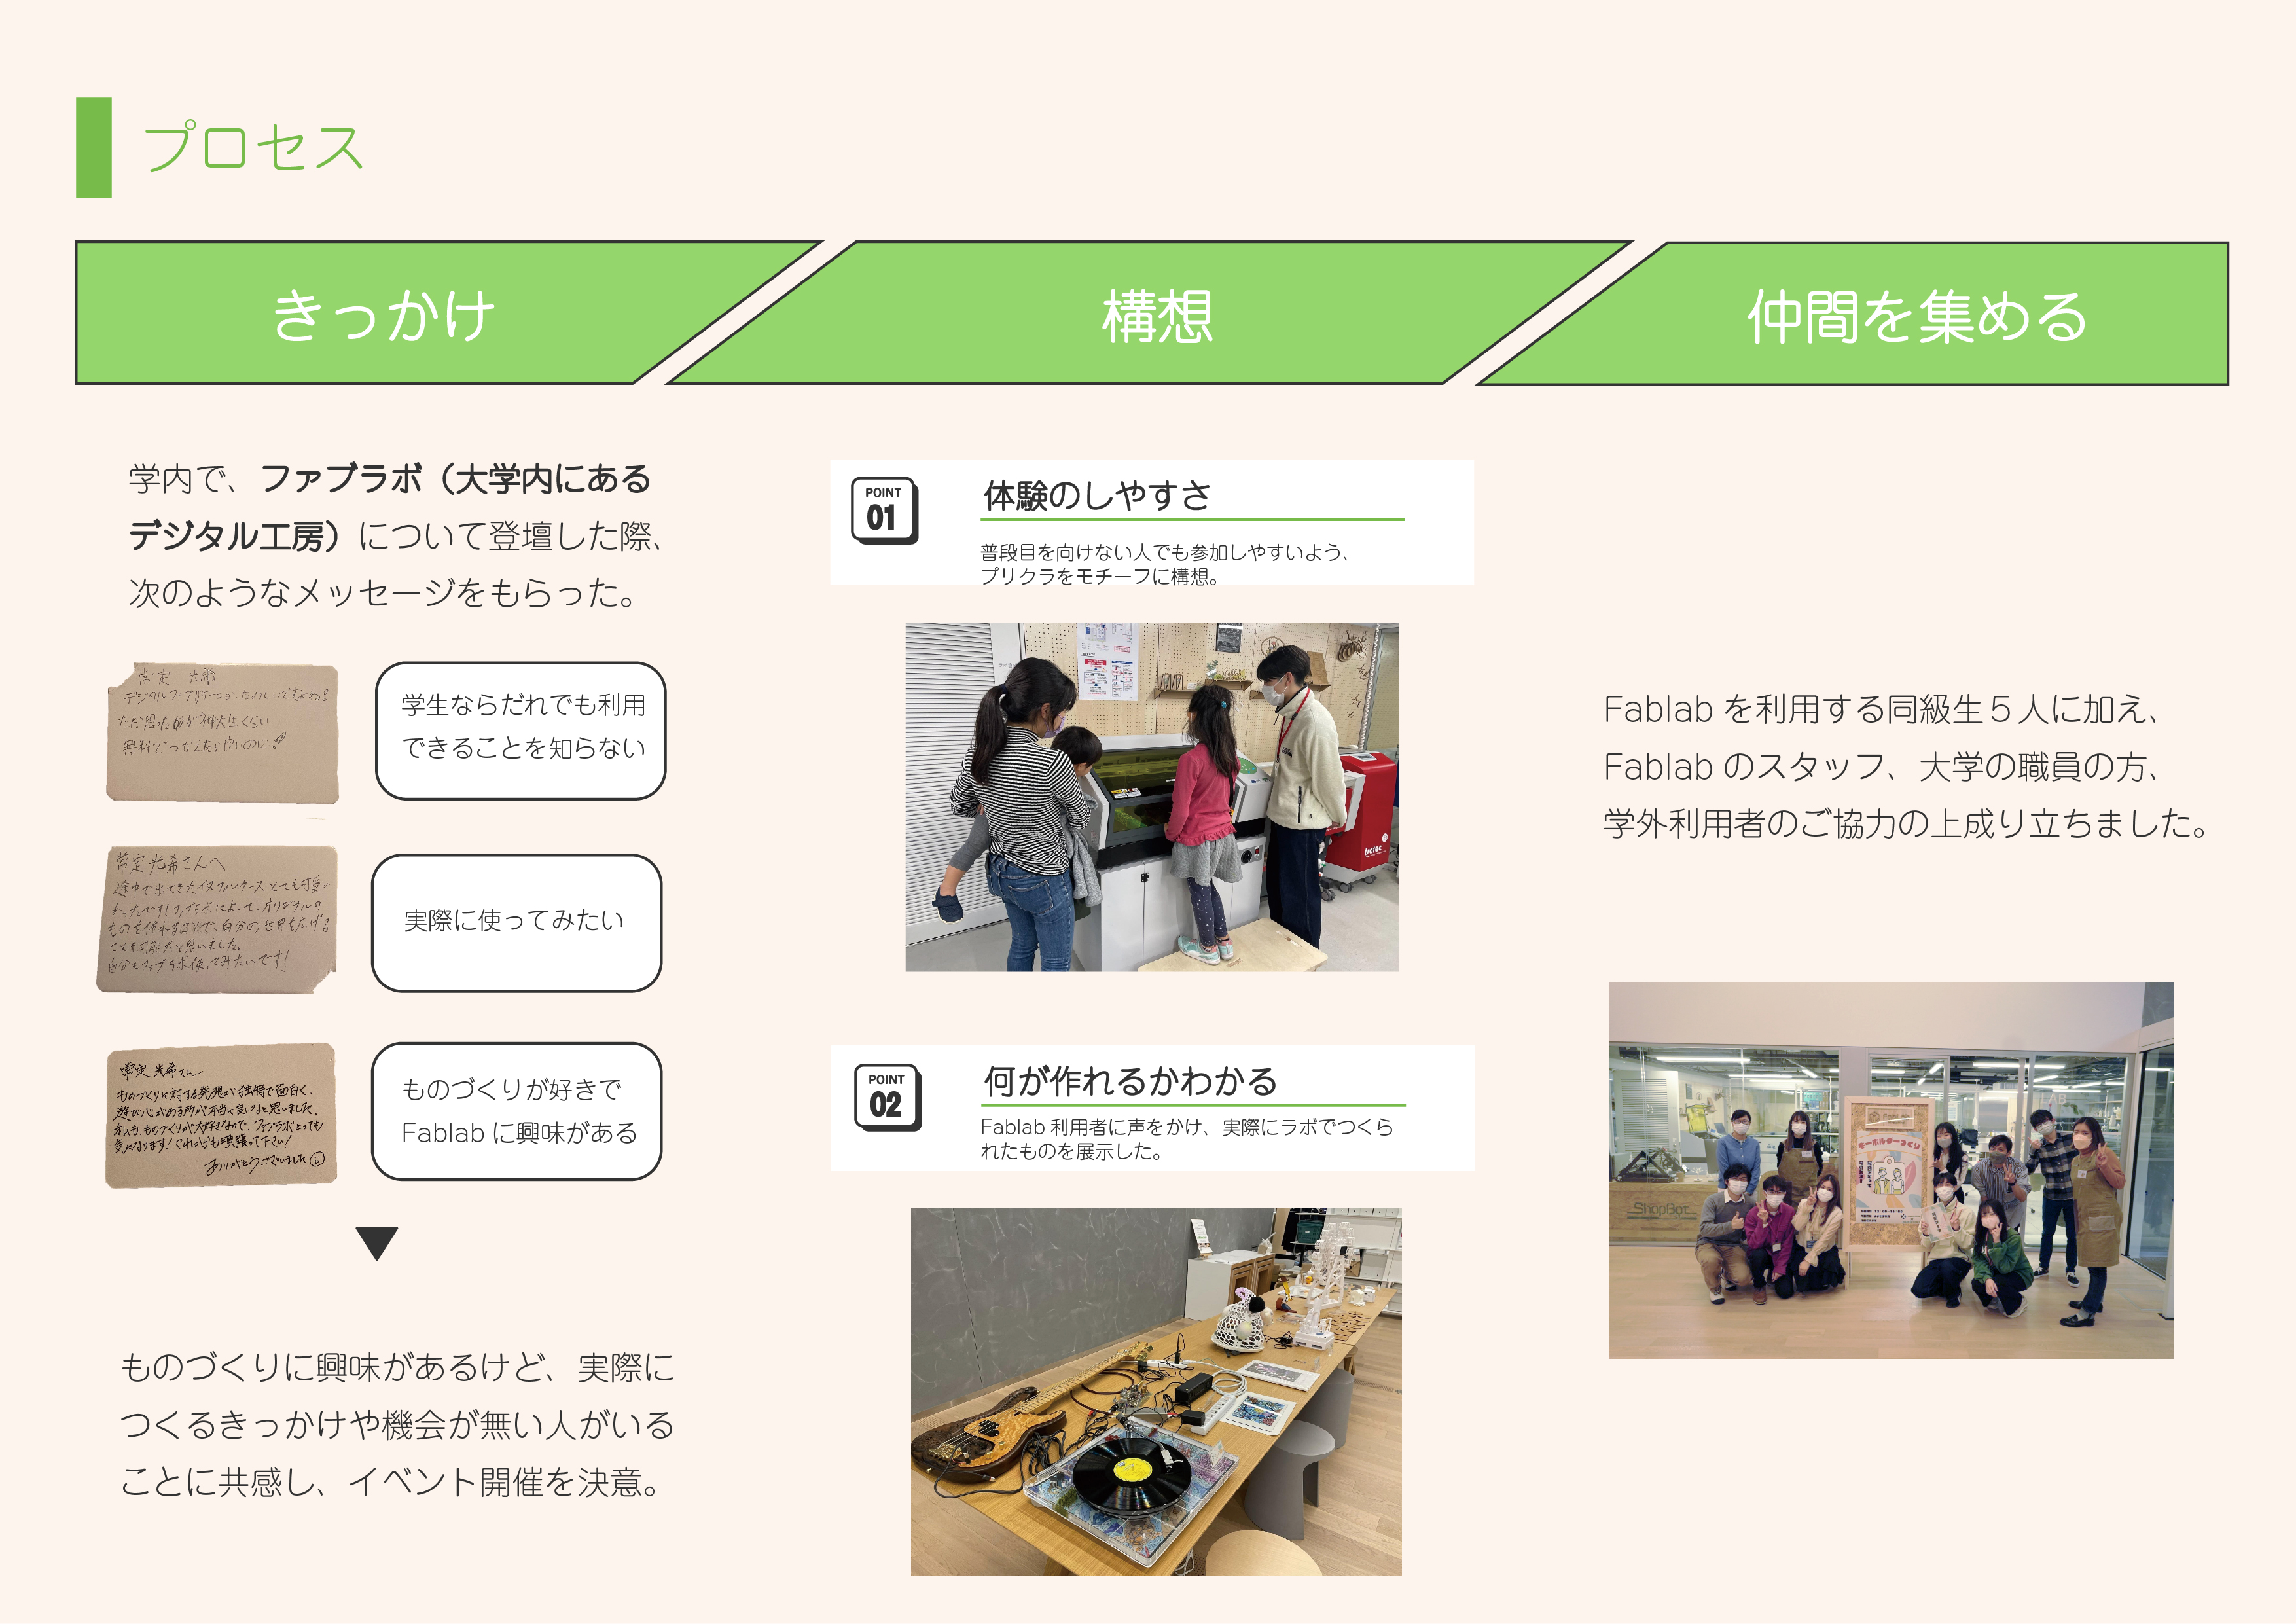 プロセス
きっかけ
構想
仲間を集める
学内で、ファブラボ（大学内にある
デジタル工房）について登壇した際、
次のようなメッセージをもらった。
常定 光希
デジタルファブリケーションたのしいですよね!
無料でつかえたら良いのに!!
学生ならだれでも利用
できることを知らない
常定光希さんへ
途中で出てきたイヌフィンガースとても可愛い
かったです!ファブラボによって、オリジナルの
ものを作れることで、自分の世界を広げる
ことも可能だと思いました。
自分もファブラボ使ってみたいです!
実際に使ってみたい
常定光希さん
ものづくりに対する発想が独特で面白く、
遊び心がある所が本当に良いなと思いました。
私も、ものづくりが大好きなので、ファブラボとっても
気になります!これからも頑張って下さい!
ありがとうございました
ものづくりが好きで
Fablab に興味がある
ものづくりに興味があるけど、実際に
つくるきっかけや機会が無い人がいる
ことに共感し、イベント開催を決意。
POINT
01
体験のしやすさ
普段目を向けない人でも参加しやすいよう、
プリクラをモチーフに構想。
trotec
POINT
02
何が作れるかわかる
Fablab 利用者に声をかけ、実際にラボでつくら
れたものを展示した。
Fablab を利用する同級生５人に加え、
Fablab のスタッフ、大学の職員の方、
学外利用者のご協力の上成り立ちました。
キーホルダーづくり
ShopBot